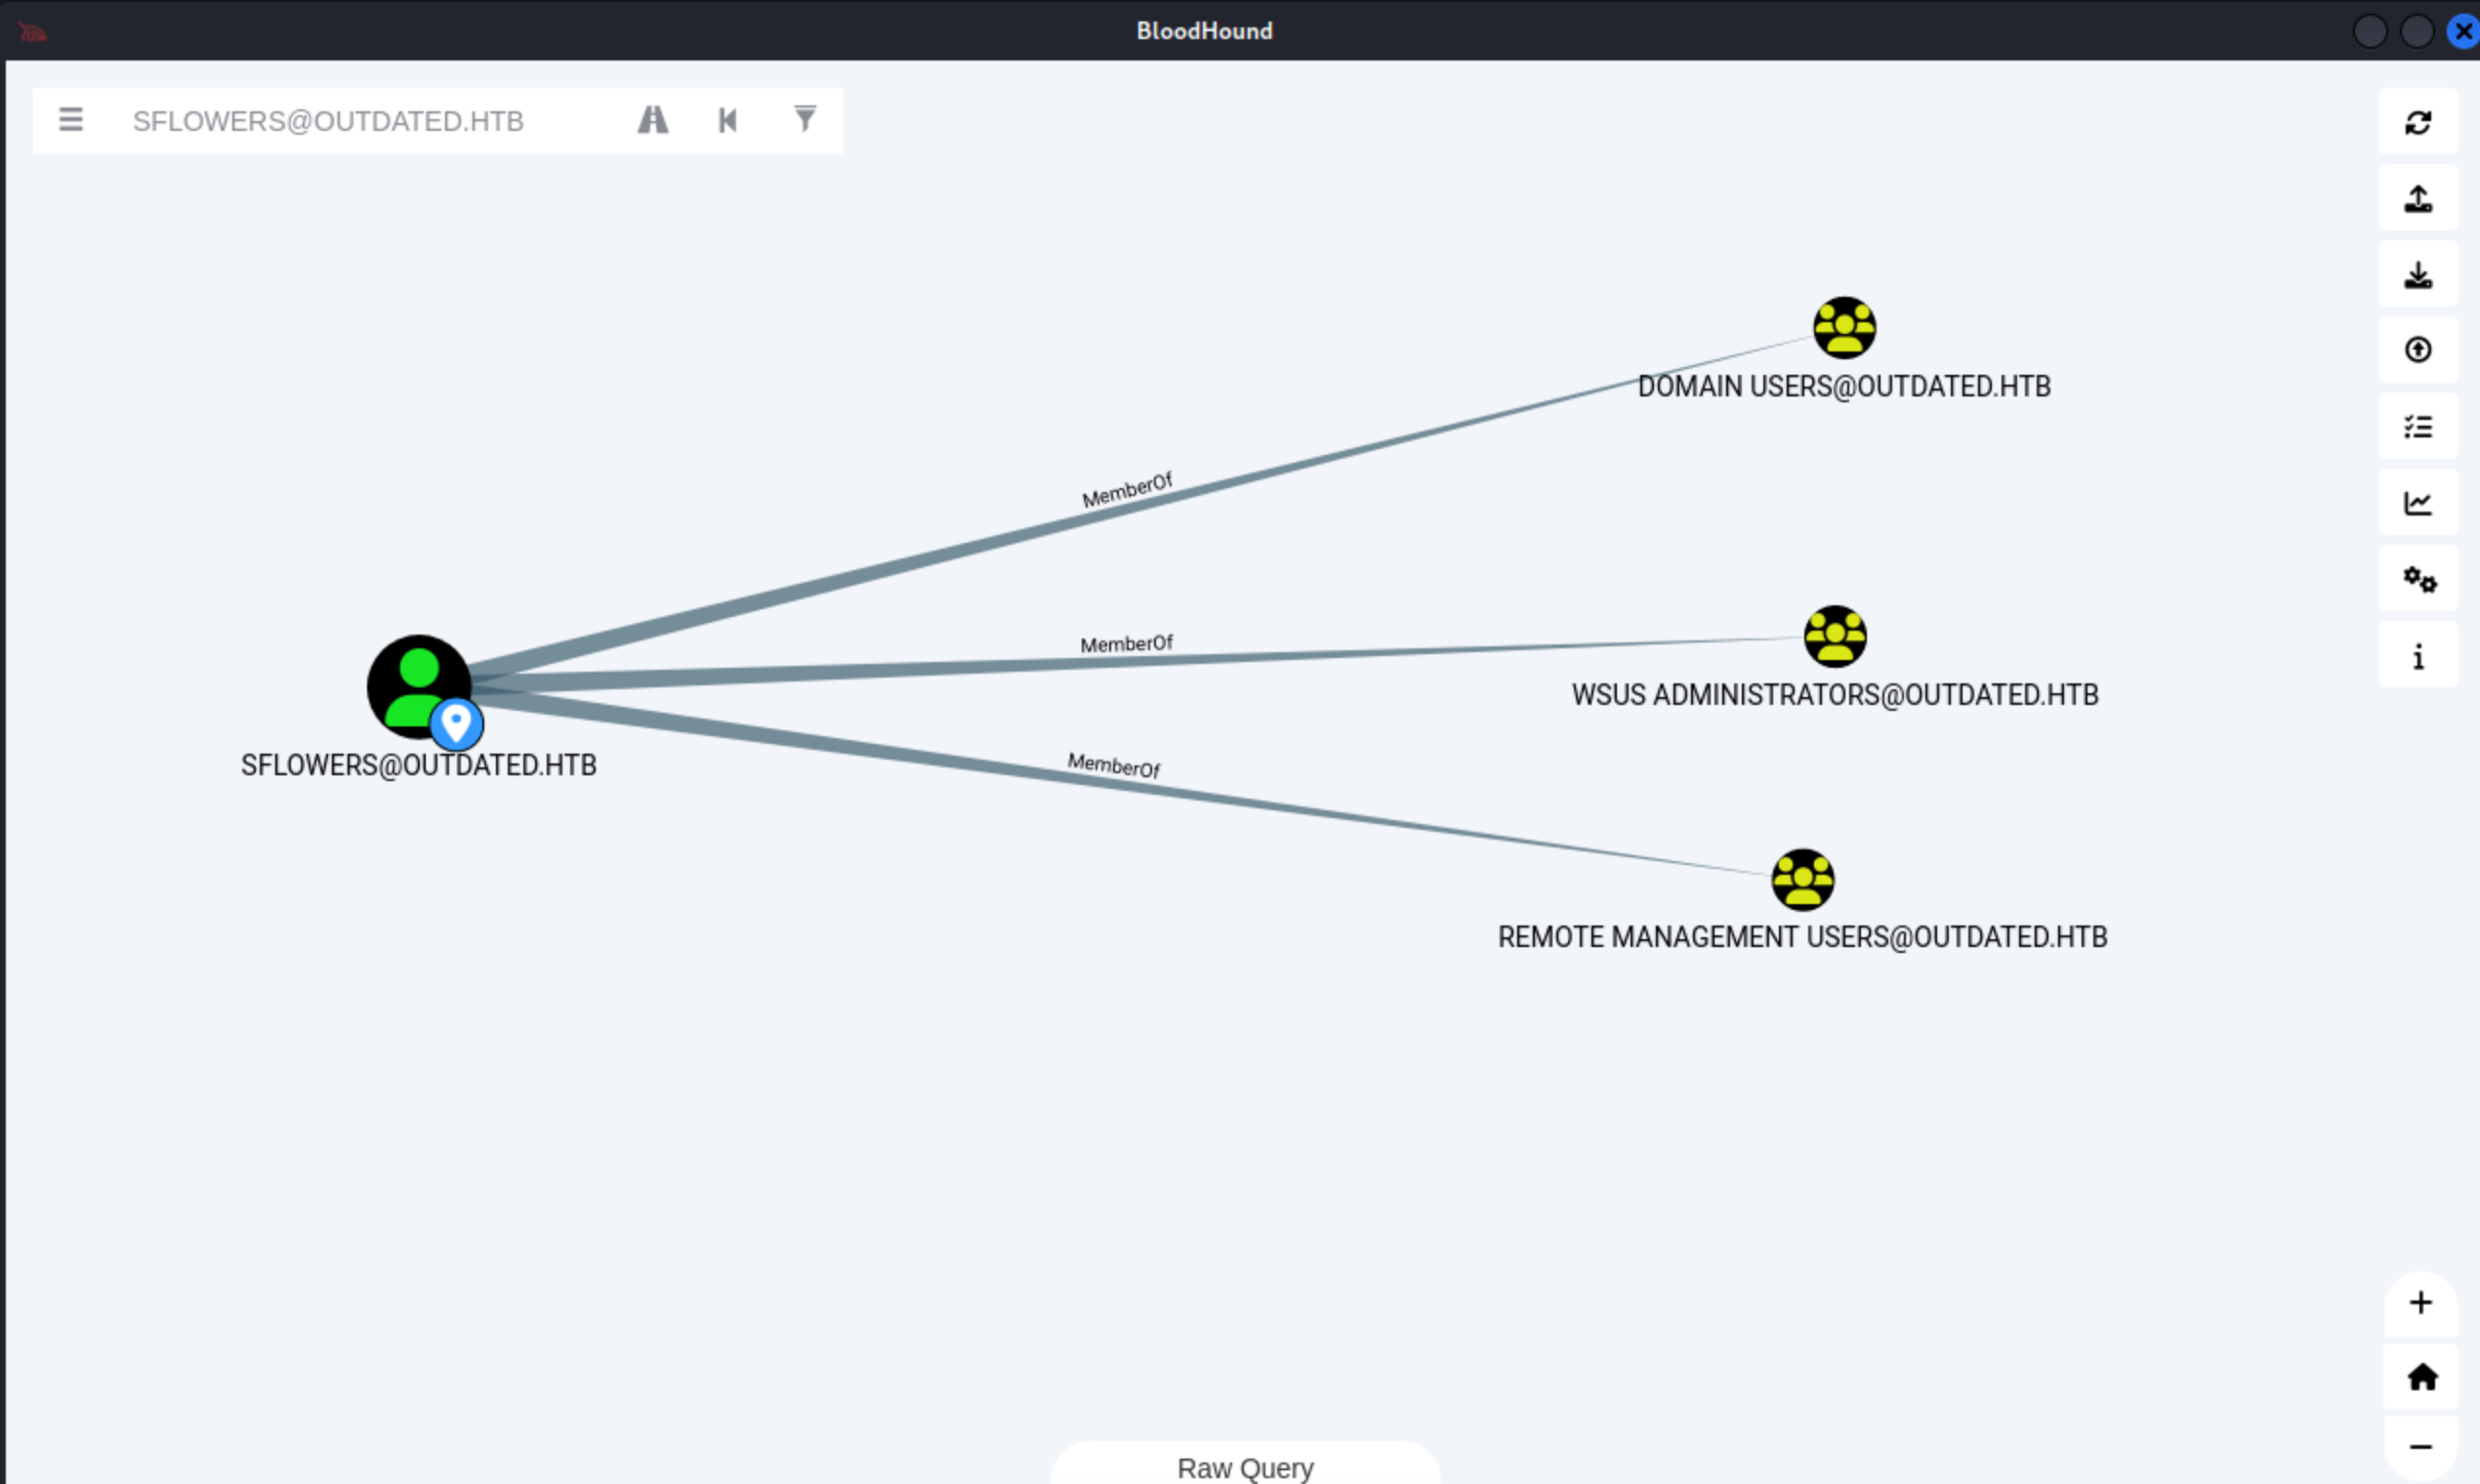 BloodHound
SFLOWERS@OUTDATED.HTB
DOMAIN USERS@OUTDATED.HTB
MemberOf
MemberOf
WSUS ADMINISTRATORS@OUTDATED.HTB
SFLOWERS@OUTDATED.HTB
MemberOf
REMOTE MANAGEMENT USERS@OUTDATED.HTB
Raw Query